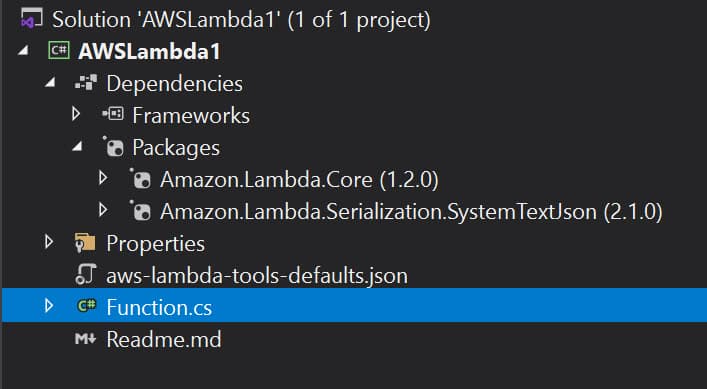 Solution 'AWSLambda1' (1 of 1 project)
C# AWSLambda1
Dependencies
Frameworks
Packages
Amazon.Lambda.Core (1.2.0)
Amazon.Lambda.Serialization.SystemTextJson (2.1.0)
Properties
aws-lambda-tools-defaults.json
C# Function.cs
M Readme.md